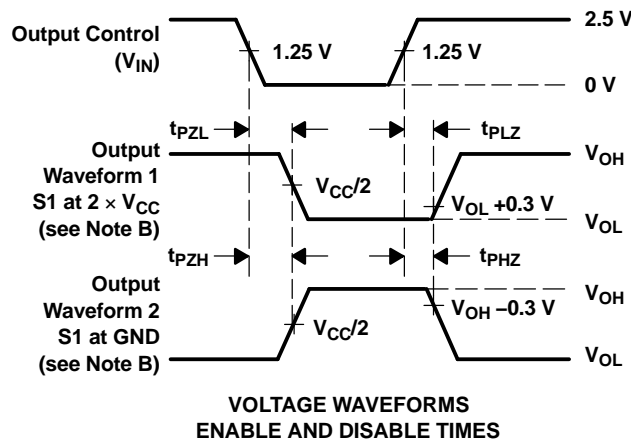 Output Control
(VIN)
1.25 V
1.25 V
2.5 V
0 V
tPZL
tPLZ
Output
Waveform 1
S1 at 2 × VCC
(see Note B)
VCC/2
VOL +0.3 V
VOH
VOL
tPZH
tPHZ
Output
Waveform 2
S1 at GND
(see Note B)
VCC/2
VOH −0.3 V
VOH
VOL
VOLTAGE WAVEFORMS
ENABLE AND DISABLE TIMES